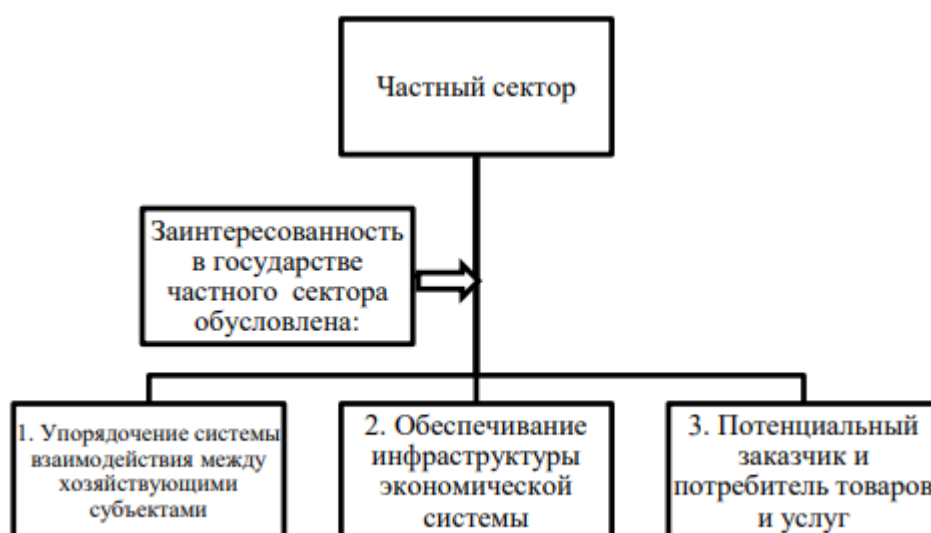 Частный сектор
Заинтересованность
в государстве
частного сектора
обусловлена:
1. Упорядочение системы
взаимодействия между
хозяйствующими
субъектами
2. Обеспечивание
инфраструктуры
экономической
системы
3. Потенциальный
заказчик и
потребитель товаров
и услуг